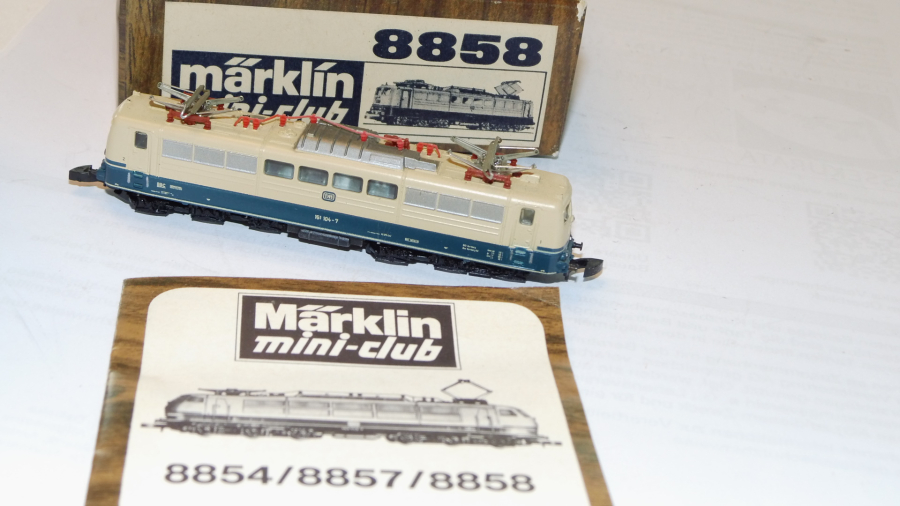 8858
märklin
mini-club
DB
151 104-7
Märklin
mini-club
8854/8857/8858